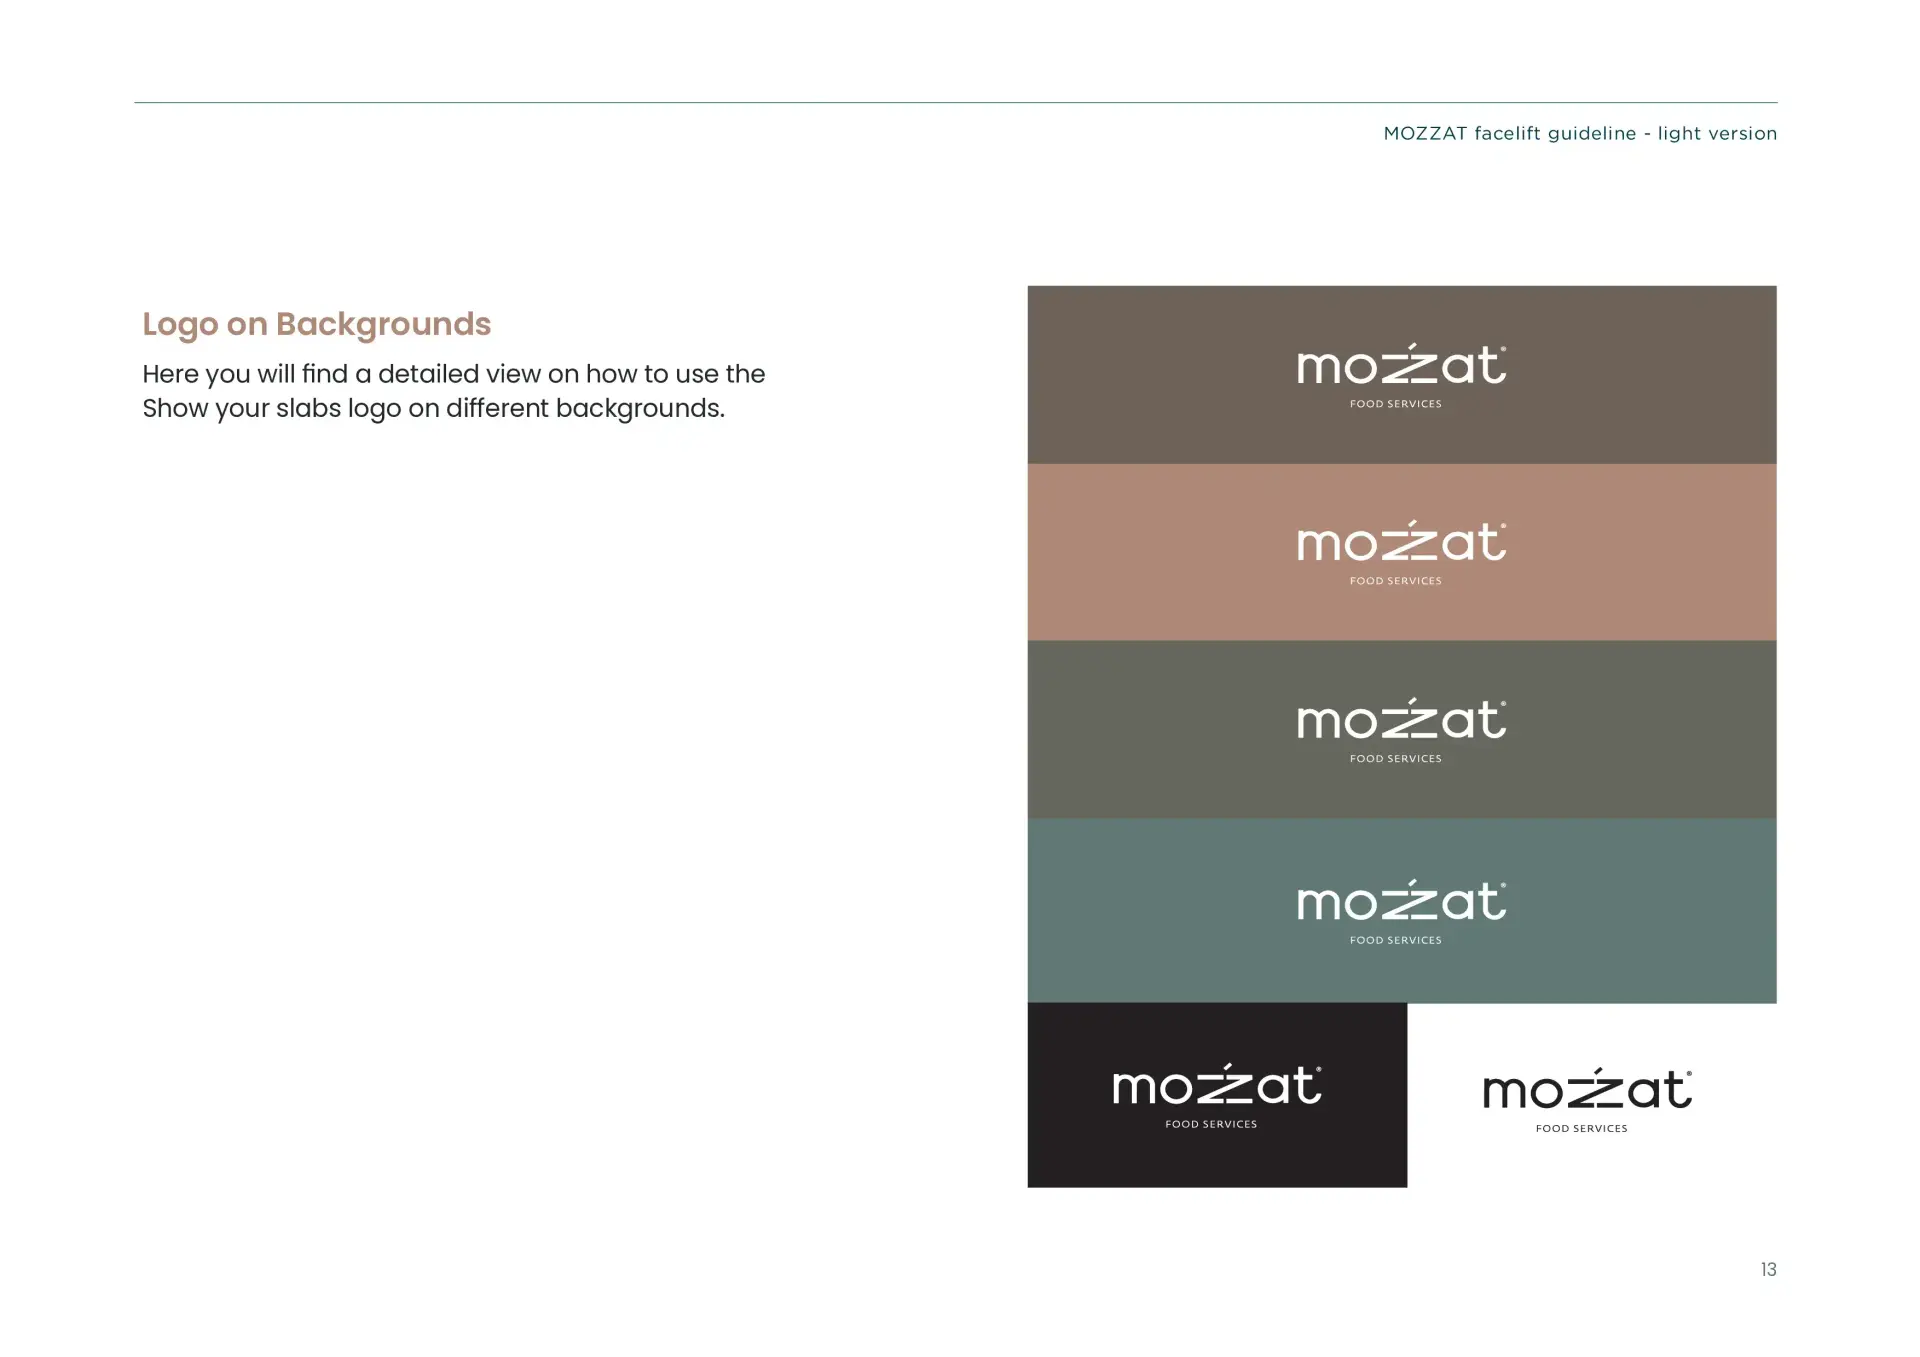 MOZZAT facelift guideline - light version
Logo on Backgrounds
Here you will find a detailed view on how to use the
Show your slabs logo on different backgrounds.
mozzat®
FOOD SERVICES
mozzat®
FOOD SERVICES
mozzat®
FOOD SERVICES
mozzat®
FOOD SERVICES
mozzat®
FOOD SERVICES
mozzat®
FOOD SERVICES
13